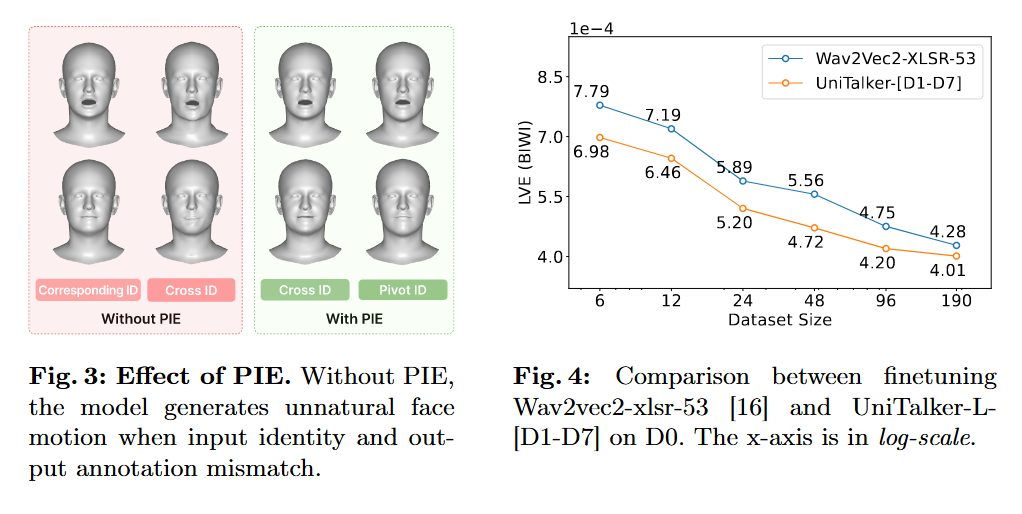 Corresponding ID
Cross ID
Without PIE
Cross ID
Pivot ID
With PIE
Fig. 3: Effect of PIE. Without PIE,
the model generates unnatural face
motion when input identity and out-
put annotation mismatch.
1e−4
8.5
7.0
5.5
4.0
LVE (BIWI)
Wav2Vec2-XLSR-53
UniTalker-[D1-D7]
7.79
7.19
5.89
5.56
4.75
4.28
6.98
6.46
5.20
4.72
4.20
4.01
6 12 24 48 96 190
Dataset Size
Fig. 4: Comparison between finetuning
Wav2vec2-xlsr-53 [16] and UniTalker-L-
[D1-D7] on D0. The x-axis is in log-scale.